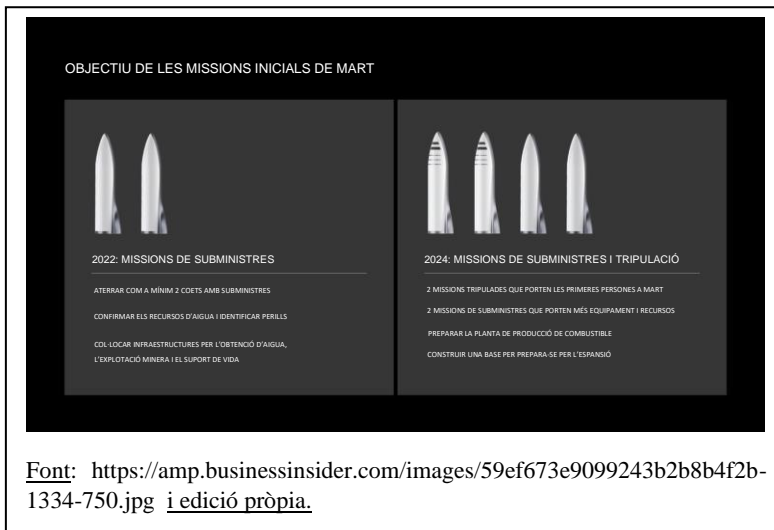 OBJECTIU DE LES MISSIONS INICIALS DE MART
2022: MISSIONS DE SUBMINISTRES
ATERRAR COM A MÍNIM 2 COETS AMB SUBMINISTRES
CONFIRMAR ELS RECURSOS D'AIGUA I IDENTIFICAR PERILLS
COL·LOCAR INFRAESTRUCTURES PER L'OBTENCIÓ D'AIGUA,
L'EXPLOTACIÓ MINERA I EL SUPORT DE VIDA
2024: MISSIONS DE SUBMINISTRES I TRIPULACIÓ
2 MISSIONS TRIPULADES QUE PORTEN LES PRIMERES PERSONES A MART
2 MISSIONS DE SUBMINISTRES QUE PORTEN MÉS EQUIPAMENT I RECURSOS
PREPARAR LA PLANTA DE PRODUCCIÓ DE COMBUSTIBLE
CONSTRUIR UNA BASE PER PREPARA-SE PER L'ESPANSIÓ
Font: https://amp.businessinsider.com/images/59ef673e9099243b2b8b4f2b-
1334-750.jpg i edició pròpia.